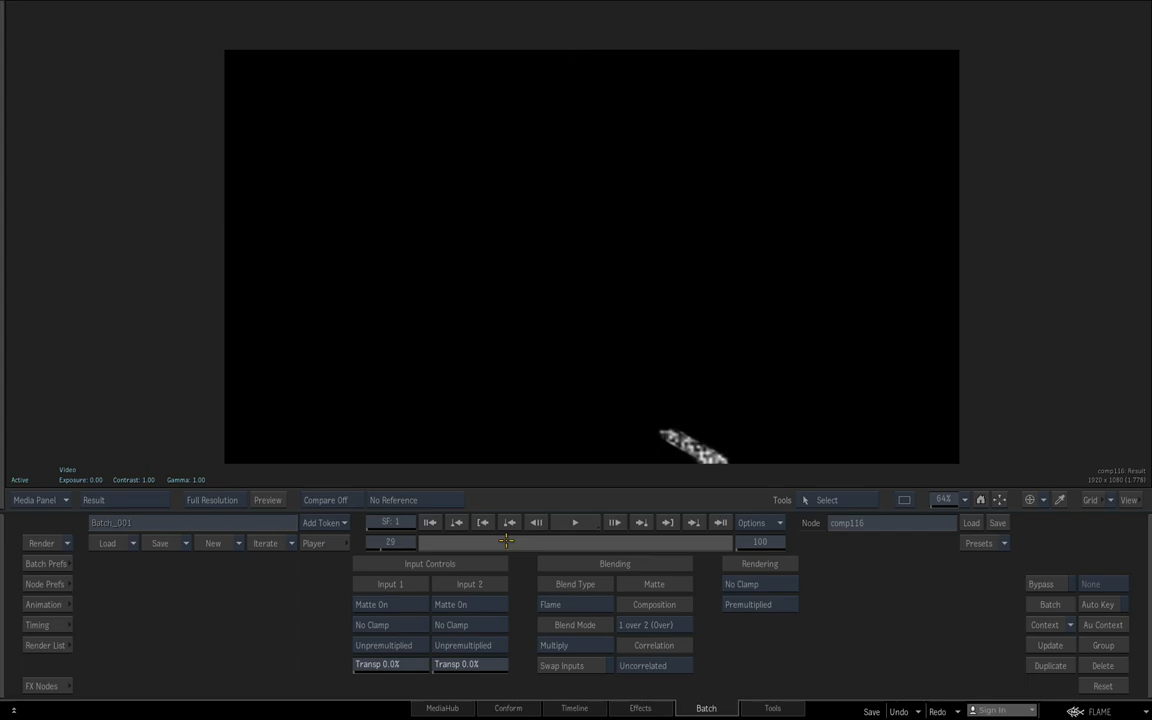 Video
Active
Exposure: 0.00
Contrast: 1.00
Gamma: 1.00
comp116: Result
1920 x 1080 (1.778)
Media Panel
Result
Full Resolution
Preview
Compare Off
No Reference
Tools
Select
64%
Grid
View
Batch_001
Add Token
SF: 1
Options
Node
comp116
Load
Save
Render
Load
Save
New
Iterate
Player
29
100
Presets
Batch Prefs
Input Controls
Blending
Rendering
Node Prefs
Input 1
Input 2
Blend Type
Matte
No Clamp
Bypass
None
Animation
Matte On
Matte On
Flame
Composition
Premultiplied
Batch
Auto Key
Timing
No Clamp
No Clamp
Blend Mode
1 over 2 (Over)
Context
Au Context
Render List
Unpremultiplied
Unpremultiplied
Multiply
Correlation
Update
Group
Transp 0.0%
Transp 0.0%
Swap Inputs
Uncorrelated
Duplicate
Delete
FX Nodes
Reset
MediaHub
Conform
Timeline
Effects
Batch
Tools
Save
Undo
Redo
Sign In
FLAME